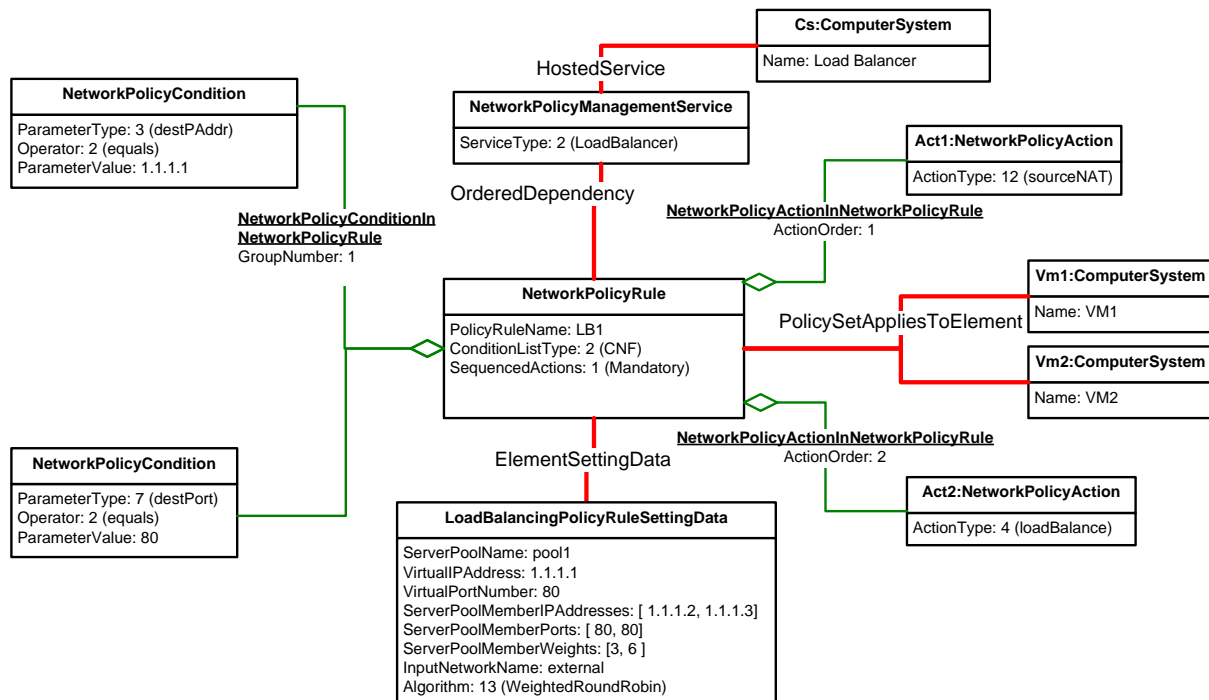 Cs:ComputerSystem
Name: Load Balancer
HostedService
NetworkPolicyCondition
ParameterType: 3 (destPAddr)
Operator: 2 (equals)
ParameterValue: 1.1.1.1
NetworkPolicyManagementService
ServiceType: 2 (LoadBalancer)
Act1:NetworkPolicyAction
ActionType: 12 (sourceNAT)
OrderedDependency
NetworkPolicyConditionIn
NetworkPolicyRule
GroupNumber: 1
NetworkPolicyActionInNetworkPolicyRule
ActionOrder: 1
NetworkPolicyRule
PolicyRuleName: LB1
ConditionListType: 2 (CNF)
SequencedActions: 1 (Mandatory)
Vm1:ComputerSystem
Name: VM1
PolicySetAppliesToElement
Vm2:ComputerSystem
Name: VM2
NetworkPolicyActionInNetworkPolicyRule
ActionOrder: 2
ElementSettingData
NetworkPolicyCondition
ParameterType: 7 (destPort)
Operator: 2 (equals)
ParameterValue: 80
Act2:NetworkPolicyAction
ActionType: 4 (loadBalance)
LoadBalancingPolicyRuleSettingData
ServerPoolName: pool1
VirtualIPAddress: 1.1.1.1
VirtualPortNumber: 80
ServerPoolMemberIPAddresses: [ 1.1.1.2, 1.1.1.3]
ServerPoolMemberPorts: [ 80, 80]
ServerPoolMemberWeights: [3, 6 ]
InputNetworkName: external
Algorithm: 13 (WeightedRoundRobin)